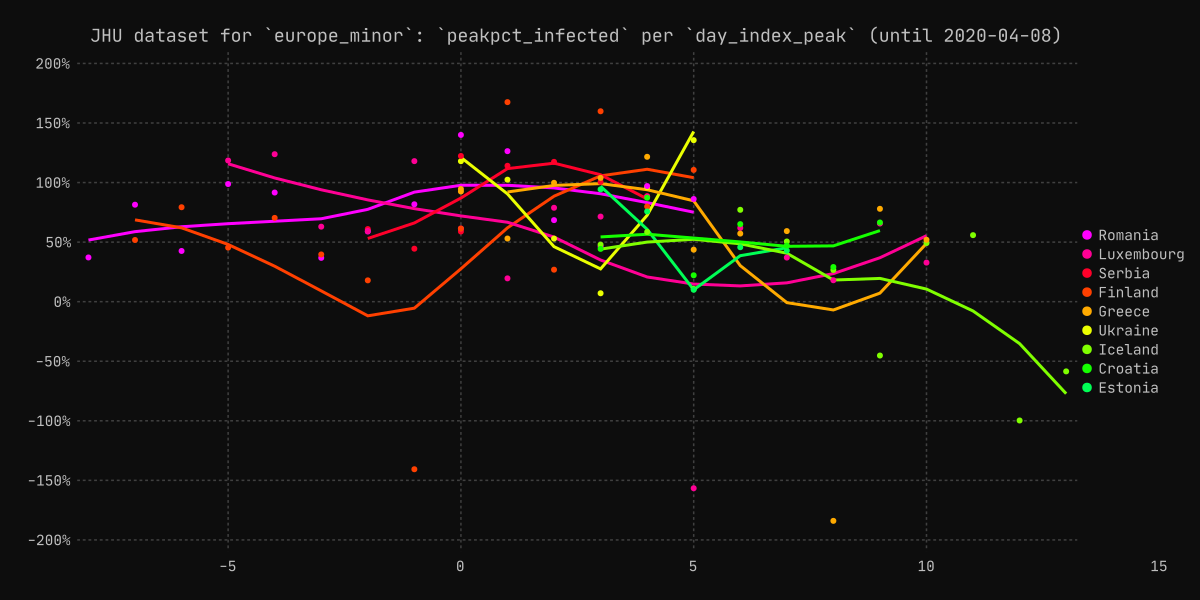 JHU dataset for `europe_minor`: `peakpct_infected` per `day_index_peak` (until 2020-04-08)
200%
150%
100%
50%
0%
-50%
-100%
-150%
-200%
-5
0
5
10
15
Romania
Luxembourg
Serbia
Finland
Greece
Ukraine
Iceland
Croatia
Estonia